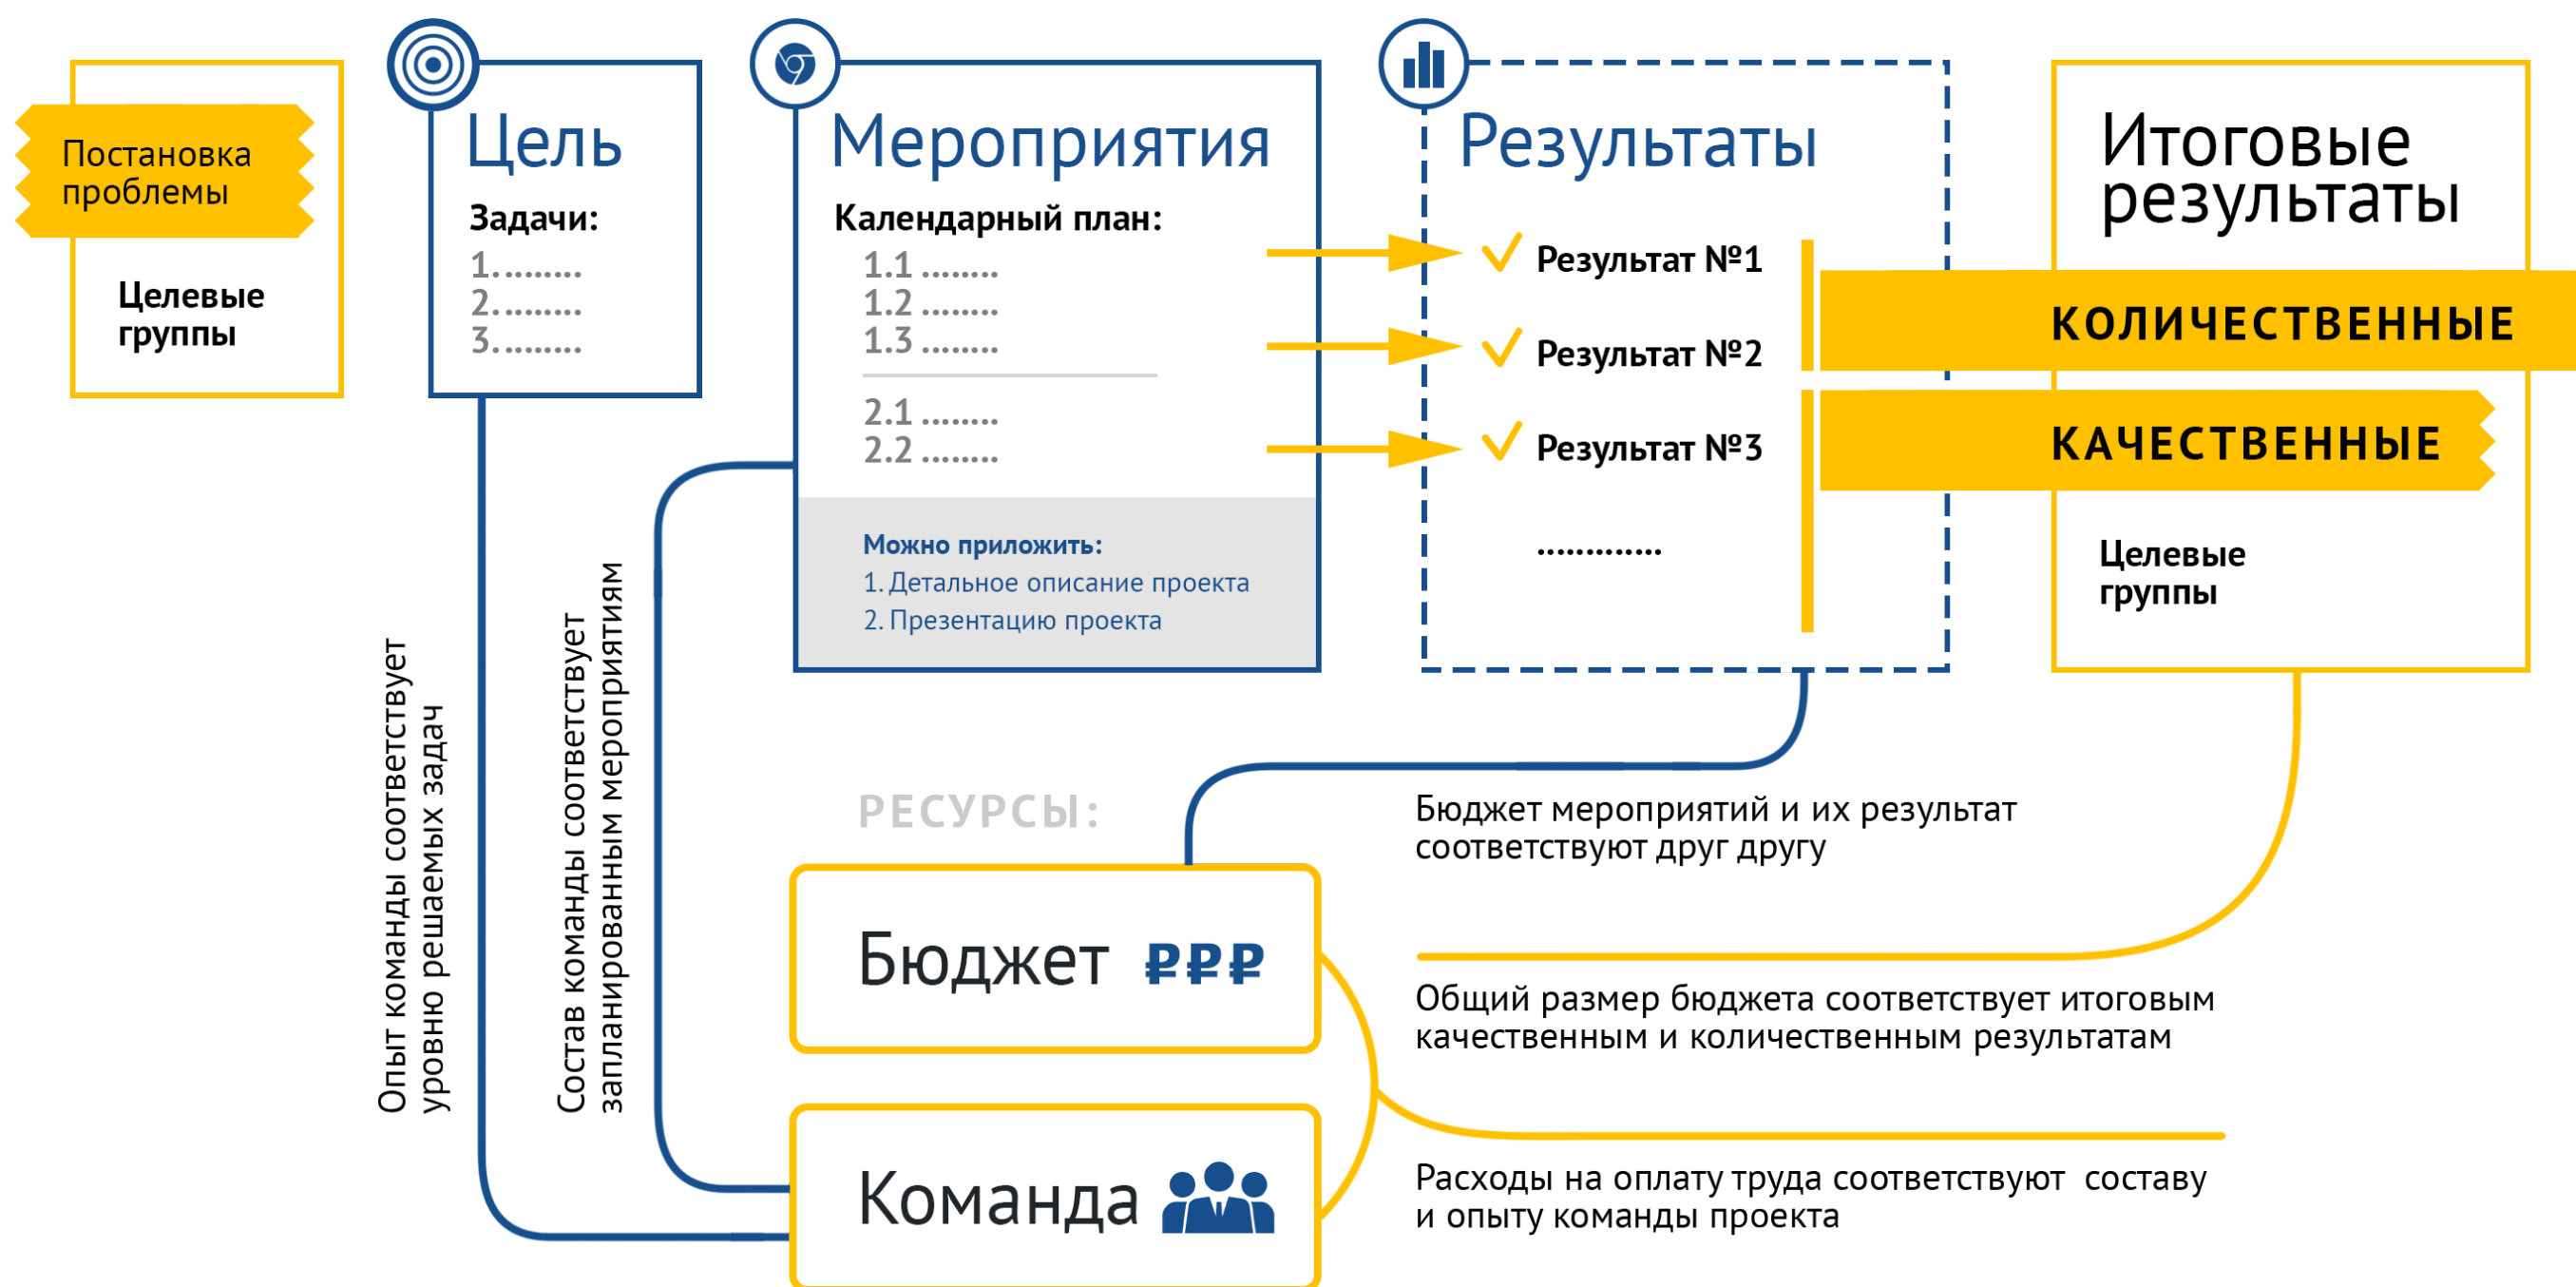 Постановка
проблемы
Целевые
группы
Цель
Задачи:
1.........
2.........
3.........
Мероприятия
Календарный план:
1.1 ........
1.2 ........
1.3 ........
2.1 ........
2.2 ........
Можно приложить:
1. Детальное описание проекта
2. Презентацию проекта
Результаты
Результат №1
Результат №2
Результат №3
.............
Итоговые
результаты
КОЛИЧЕСТВЕННЫЕ
КАЧЕСТВЕННЫЕ
Целевые
группы
Опыт команды соответствует
уровню решаемых задач
Состав команды соответствует
запланированным мероприятиям
РЕСУРСЫ:
Бюджет ₽₽₽
Команда
Бюджет мероприятий и их результат
соответствуют друг другу
Общий размер бюджета соответствует итоговым
качественным и количественным результатам
Расходы на оплату труда соответствуют составу
и опыту команды проекта